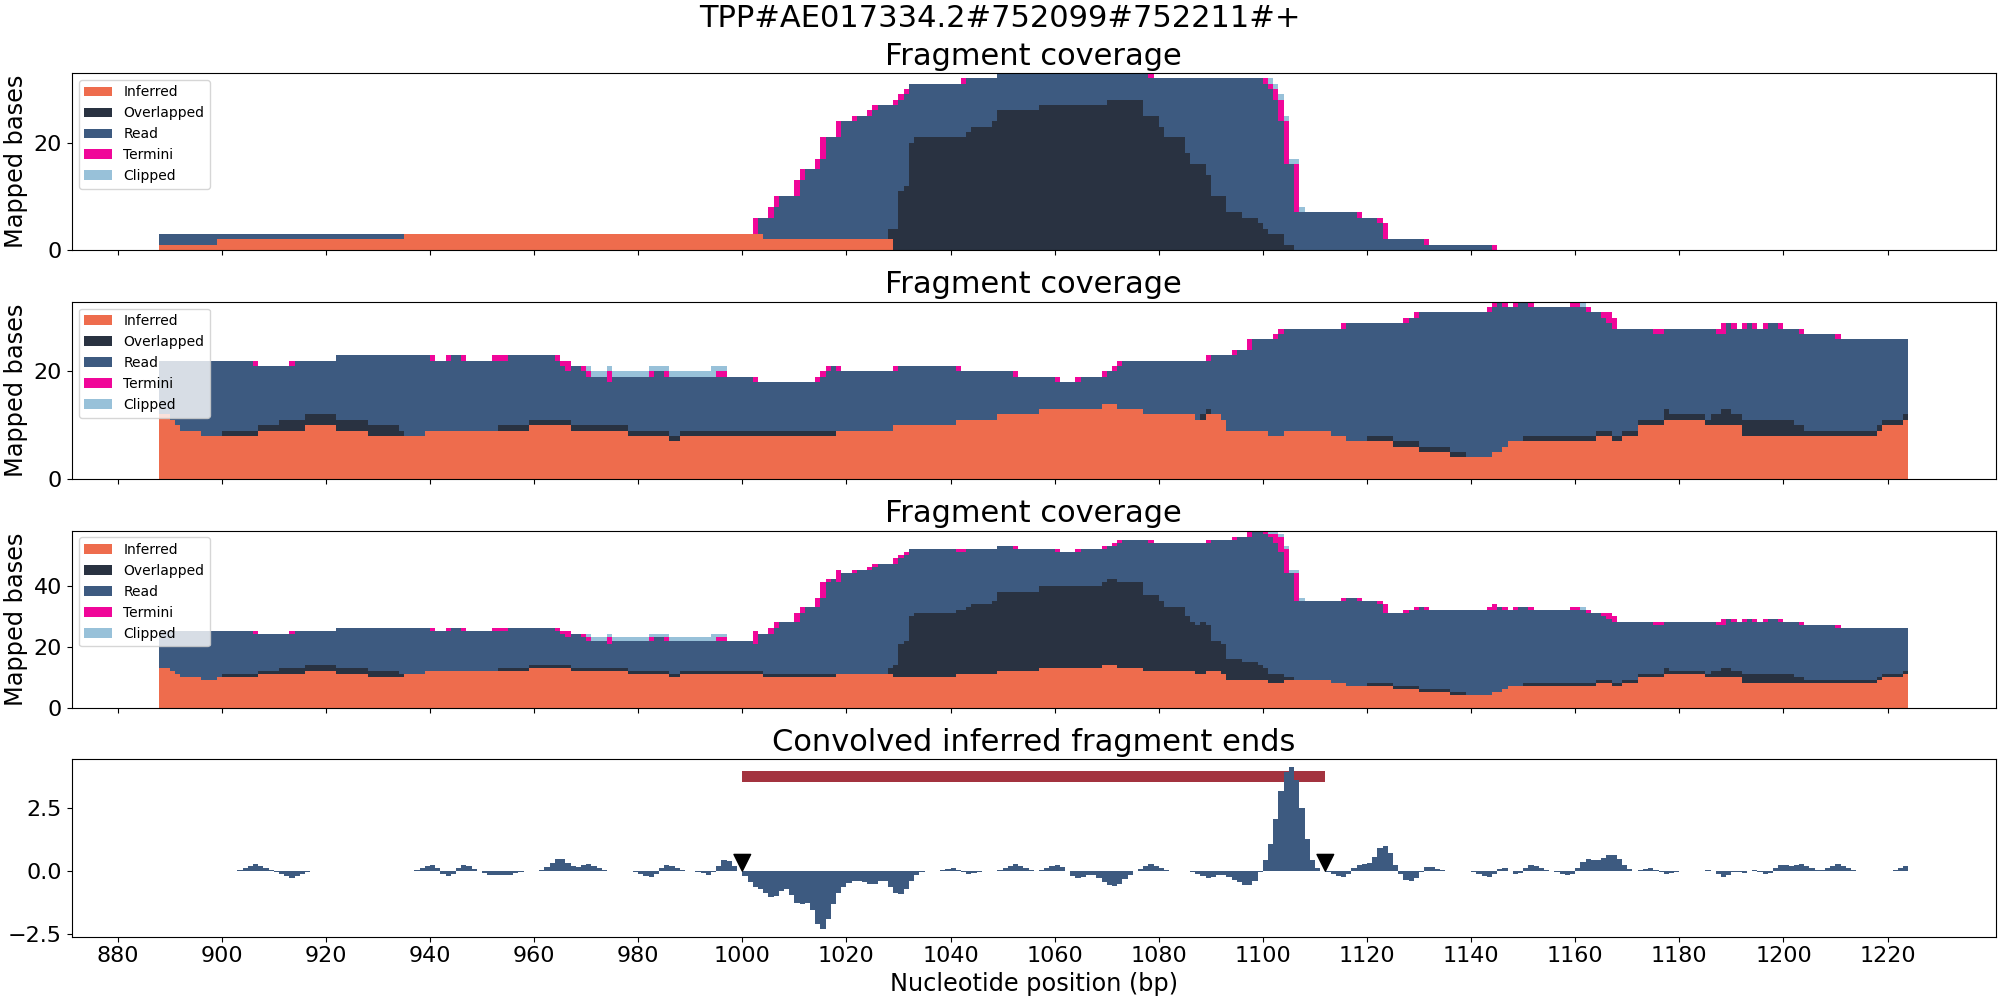 TPP#AE017334.2#752099#752211#+
Fragment coverage
Mapped bases
20
0
Inferred
Overlapped
Read
Termini
Clipped
Fragment coverage
Mapped bases
20
0
Inferred
Overlapped
Read
Termini
Clipped
Fragment coverage
Mapped bases
40
20
0
Inferred
Overlapped
Read
Termini
Clipped
Convolved inferred fragment ends
2.5
0.0
−2.5
880 900 920 940 960 980 1000 1020 1040 1060 1080 1100 1120 1140 1160 1180 1200 1220
Nucleotide position (bp)